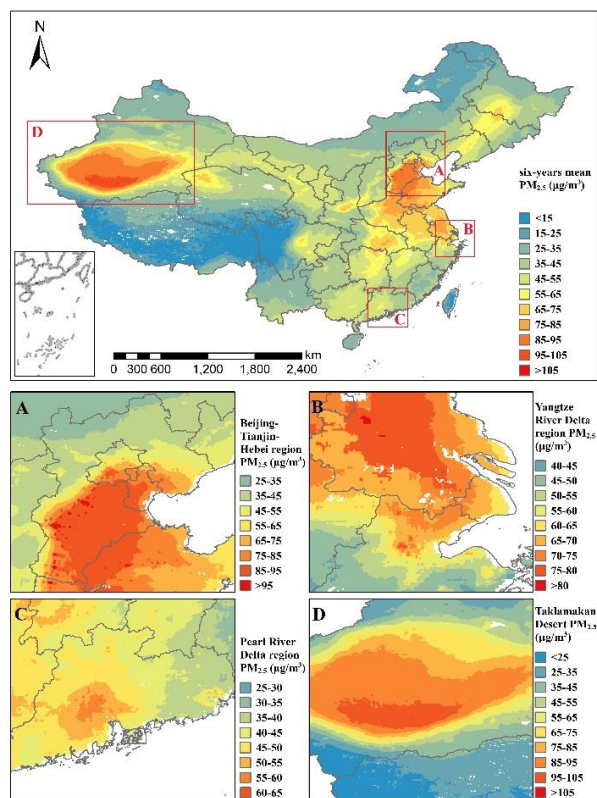 N
D
A
B
C
six-years mean
PM2.5 (μg/m3)
<15
15-25
25-35
35-45
45-55
55-65
65-75
75-85
85-95
95-105
>105
0 300 600 1,200 1,800 2,400
km
A
Beijing-
Tianjin-
Hebei region
PM2.5 (μg/m3)
25-35
35-45
45-55
55-65
65-75
75-85
85-95
>95
B
Yangtze
River Delta
region PM2.5
(μg/m3)
40-45
45-50
50-55
55-60
60-65
65-70
70-75
75-80
>80
C
Pearl River
Delta region
PM2.5 (μg/m3)
25-30
30-35
35-40
40-45
45-50
50-55
55-60
60-65
D
Taklamakan
Desert PM2.5
(μg/m3)
<25
25-35
35-45
45-55
55-65
65-75
75-85
85-95
95-105
>105